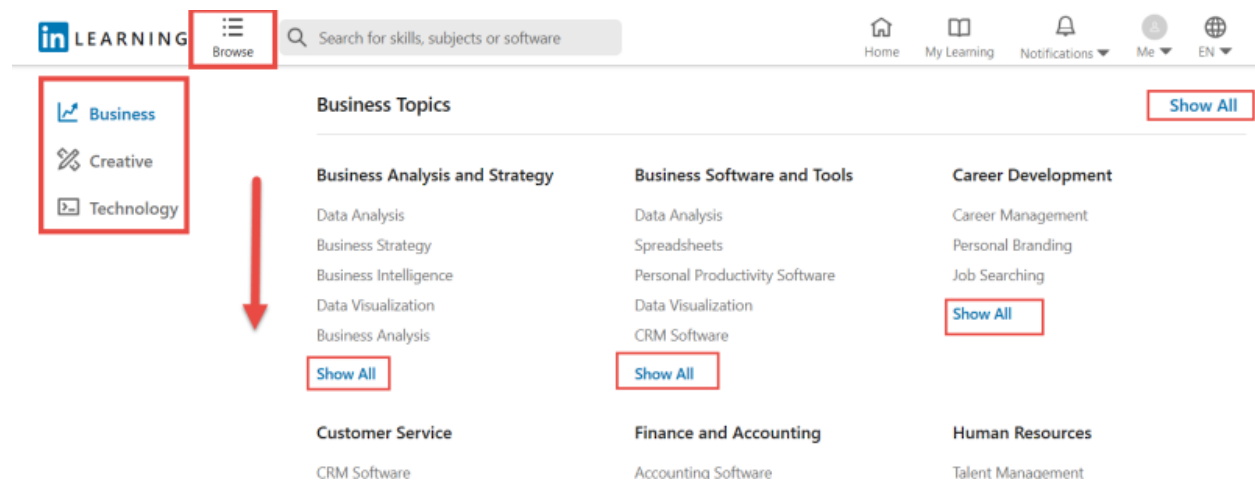 in LEARNING
Browse
Search for skills, subjects or software
Home
My Learning
Notifications
Me
EN
Business
Creative
Technology
Business Topics
Show All
Business Analysis and Strategy
Data Analysis
Business Strategy
Business Intelligence
Data Visualization
Business Analysis
Show All
Business Software and Tools
Data Analysis
Spreadsheets
Personal Productivity Software
Data Visualization
CRM Software
Show All
Career Development
Career Management
Personal Branding
Job Searching
Show All
Customer Service
CRM Software
Finance and Accounting
Accounting Software
Human Resources
Talent Management